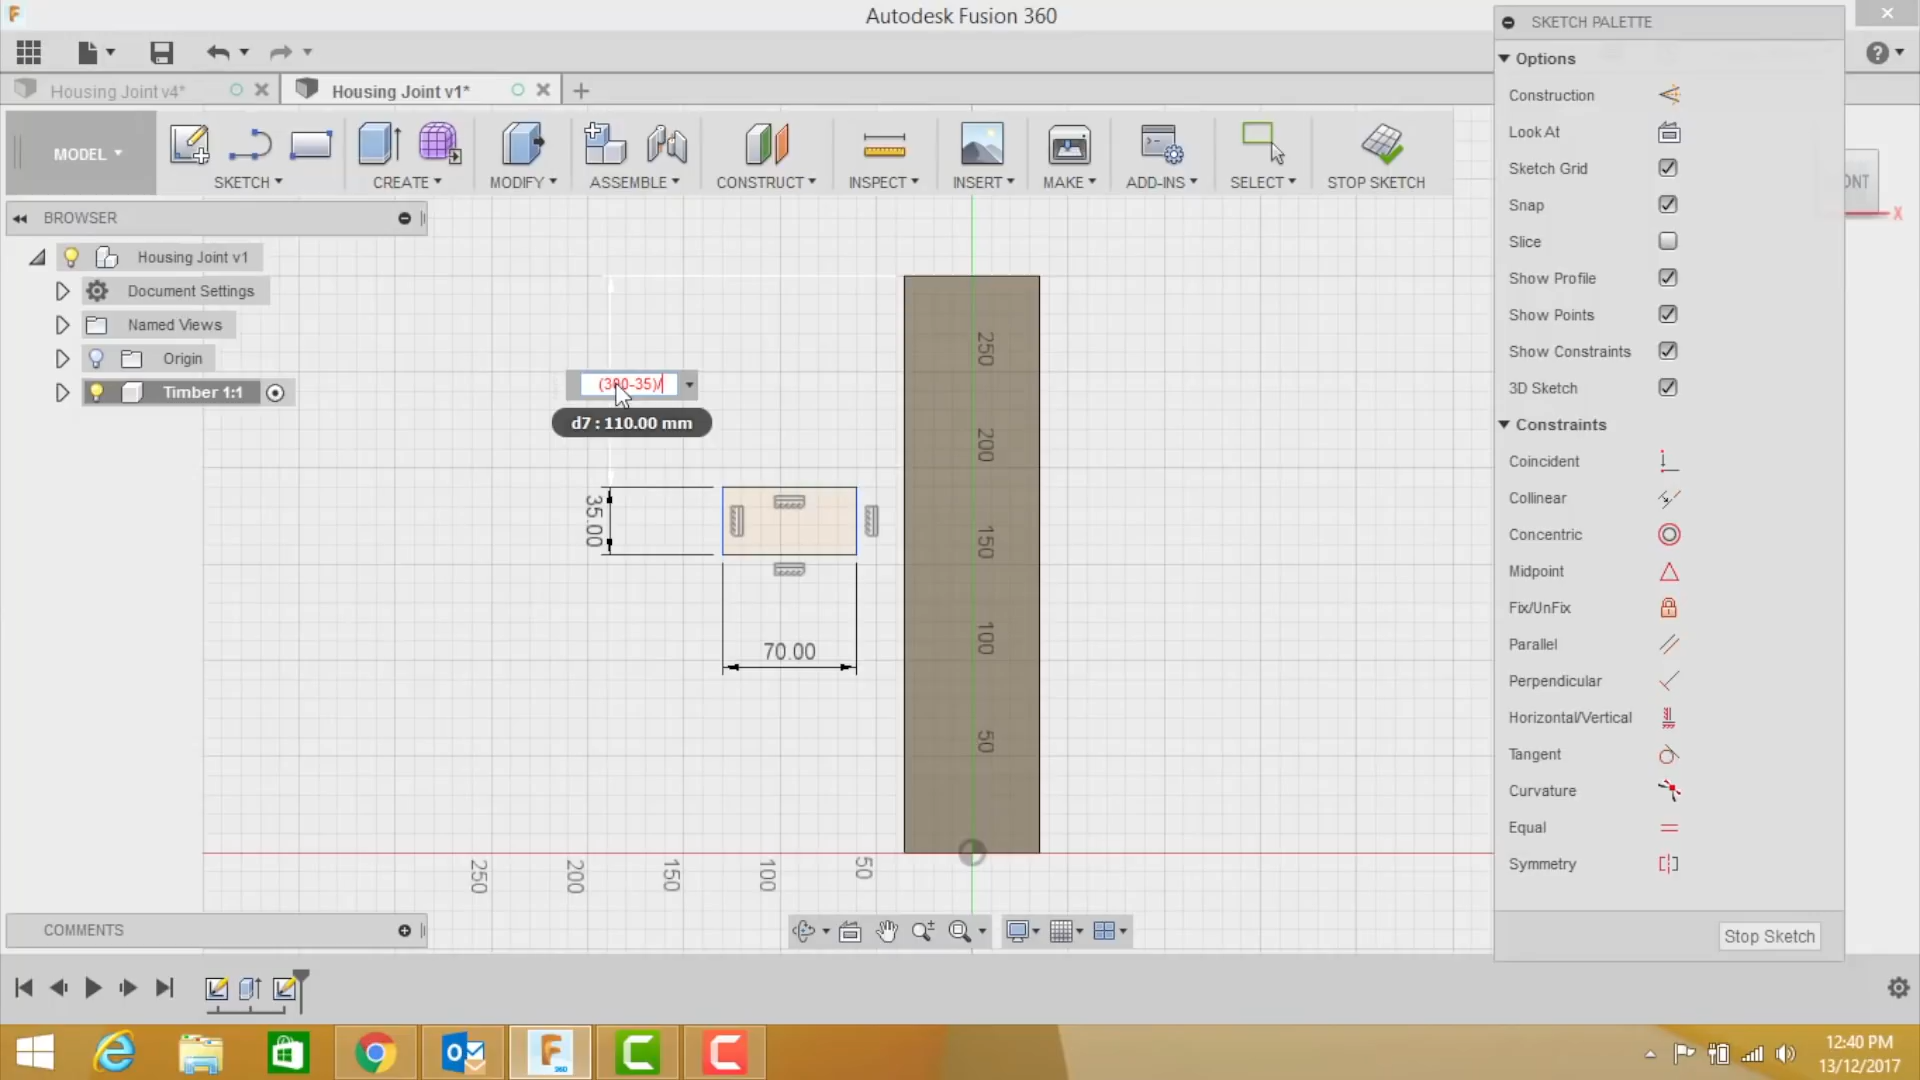 Autodesk Fusion 360
Housing Joint v4*
Housing Joint v1*
MODEL
SKETCH
CREATE
MODIFY
ASSEMBLE
CONSTRUCT
INSPECT
INSERT
MAKE
ADD-INS
SELECT
STOP SKETCH
BROWSER
Housing Joint v1
Document Settings
Named Views
Origin
Timber 1:1
(300-35)/
d7 : 110.00 mm
35.00
70.00
250
200
150
100
50
250
200
150
100
50
SKETCH PALETTE
Options
Construction
Look At
Sketch Grid
Snap
Slice
Show Profile
Show Points
Show Constraints
3D Sketch
Constraints
Coincident
Collinear
Concentric
Midpoint
Fix/UnFix
Parallel
Perpendicular
Horizontal/Vertical
Tangent
Curvature
Equal
Symmetry
Stop Sketch
ONT
X
COMMENTS
12:40 PM
13/12/2017